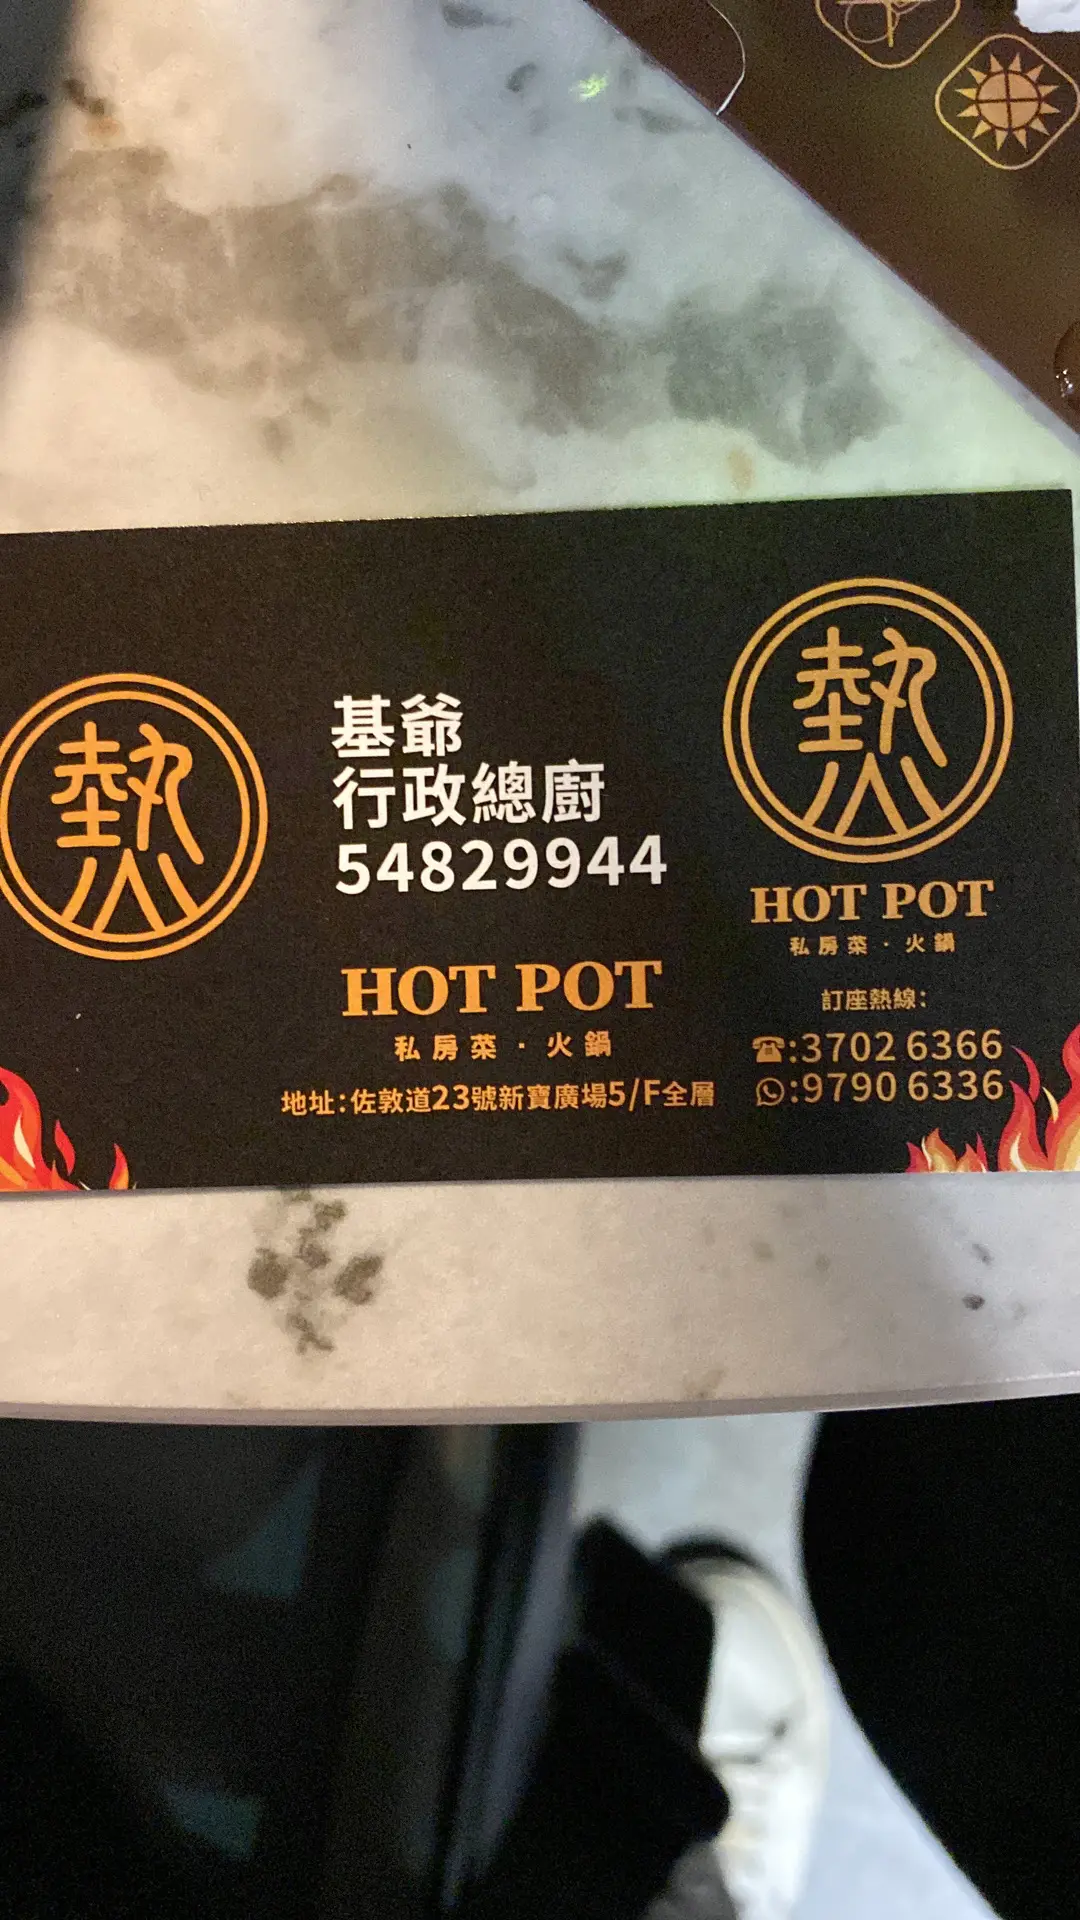 熱
基爺
行政總廚
54829944
HOT POT
私房菜·火鍋
地址:佐敦道23號新寶廣場5/F全層
熱
HOT POT
私房菜·火鍋
訂座熱線:
☎:3702 6366
:9790 6336